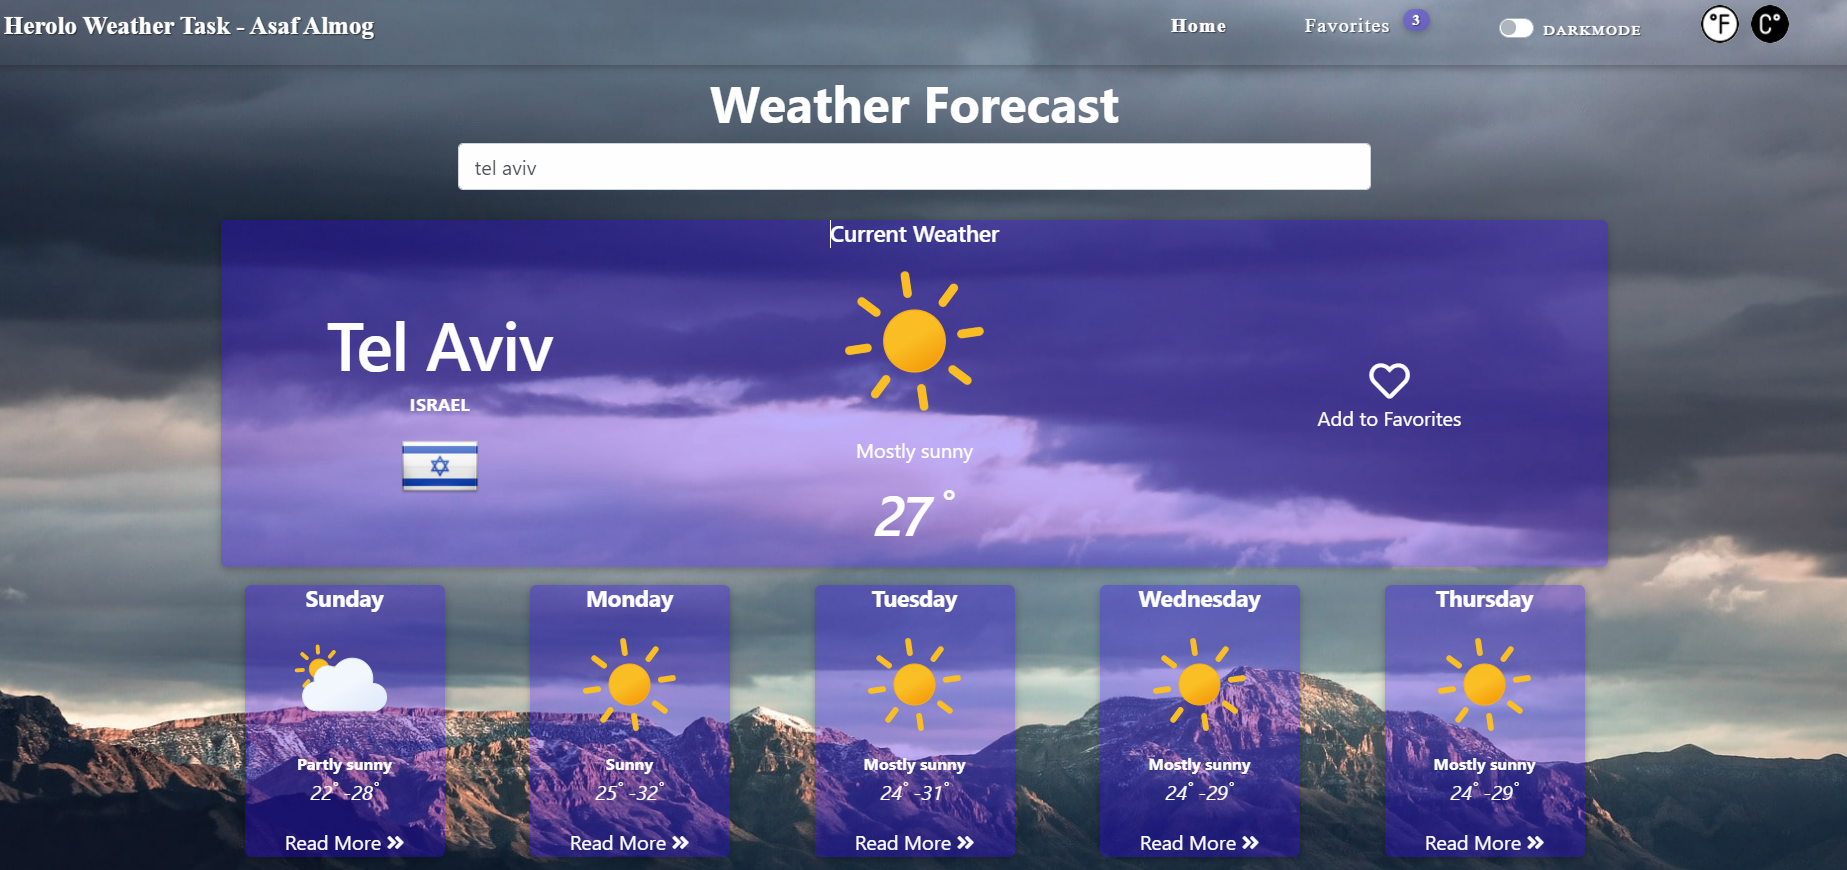 Herolo Weather Task - Asaf Almog
Home
Favorites 3
DARKMODE
°F
C°
Weather Forecast
tel aviv
Current Weather
Tel Aviv
ISRAEL
Mostly sunny
27°
Add to Favorites
Sunday
Partly sunny
22° -28°
Read More »
Monday
Sunny
25° -32°
Read More »
Tuesday
Mostly sunny
24° -31°
Read More »
Wednesday
Mostly sunny
24° -29°
Read More »
Thursday
Mostly sunny
24° -29°
Read More »